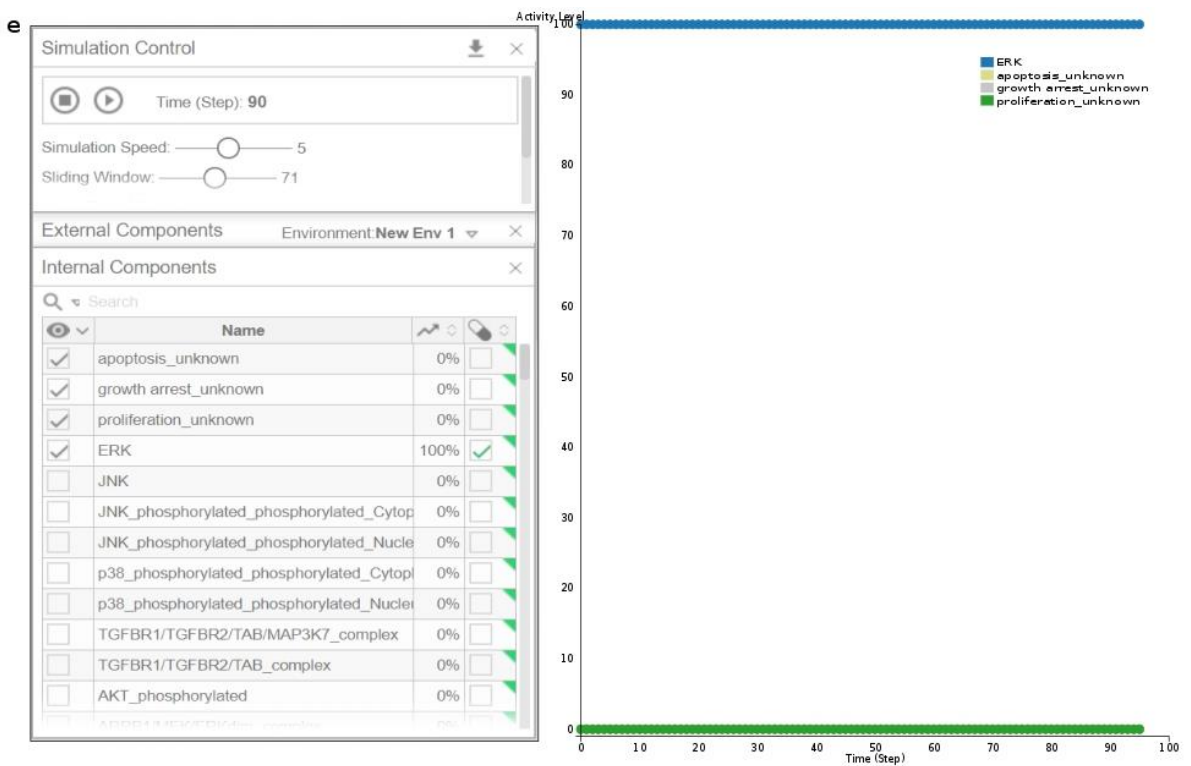 e
Simulation Control
Time (Step): 90
Simulation Speed: 5
Sliding Window: 71
External Components Environment:New Env 1
Internal Components
Search
Name
apoptosis_unknown 0%
growth arrest_unknown 0%
proliferation_unknown 0%
ERK 100%
JNK 0%
JNK_phosphorylated_phosphorylated_Cytop 0%
JNK_phosphorylated_phosphorylated_Nucle 0%
p38_phosphorylated_phosphorylated_Cytopl 0%
p38_phosphorylated_phosphorylated_Nuclei 0%
TGFBR1/TGFBR2/TAB/MAP3K7_complex 0%
TGFBR1/TGFBR2/TAB_complex 0%
AKT_phosphorylated 0%
Activity Level
100
90
80
70
60
50
40
30
20
10
0
ERK
apoptosis_unknown
growth arrest_unknown
proliferation_unknown
0 10 20 30 40 50 60 70 80 90 100
Time (Step)